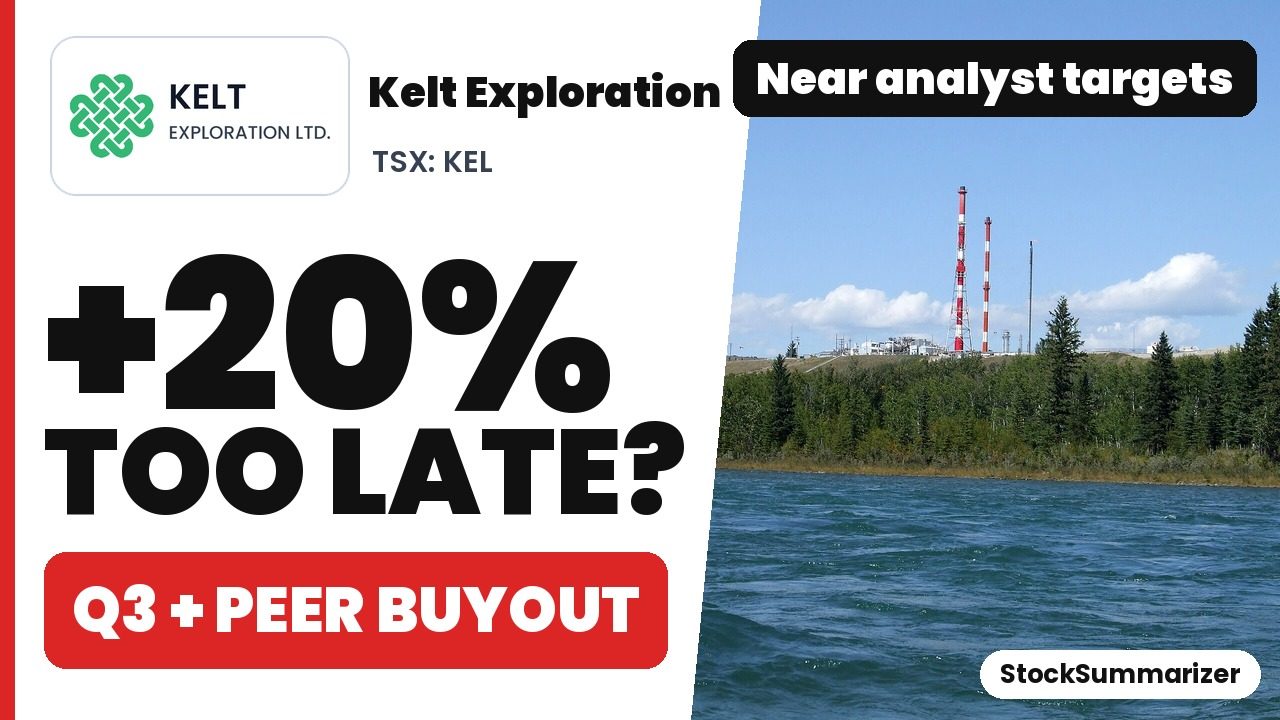 KELT
EXPLORATION LTD.
Kelt Exploration
TSX: KEL
Near analyst targets
+20%
TOO LATE?
Q3 + PEER BUYOUT
StockSummarizer